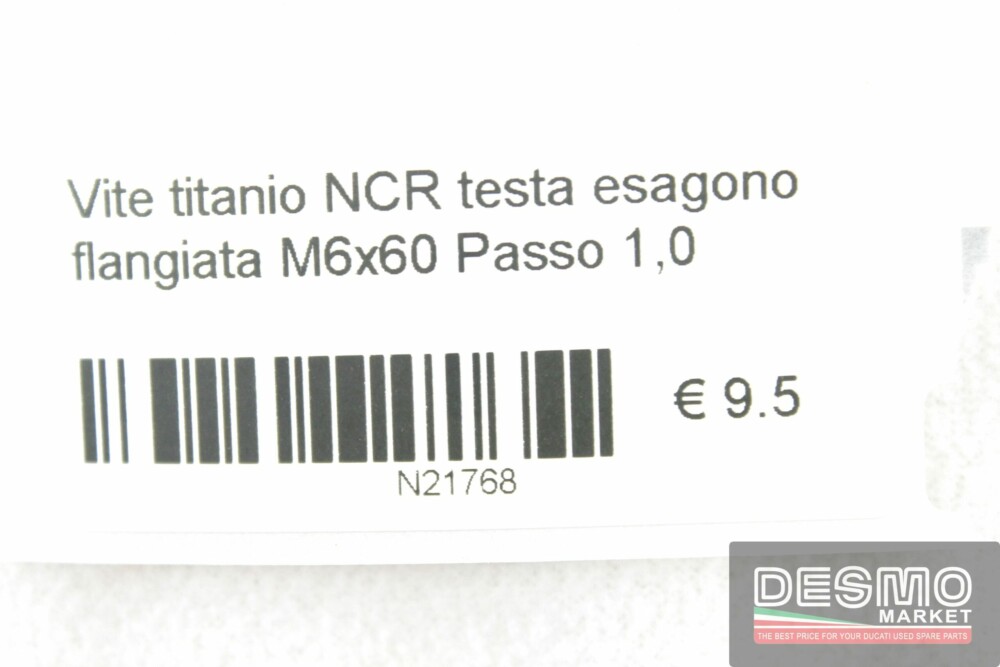 Vite titanio NCR testa esagono
flangiata M6x60 Passo 1,0
€ 9.5
N21768
DESMO
MARKET
THE BEST PRICE FOR YOUR DUCATI USED SPARE PARTS